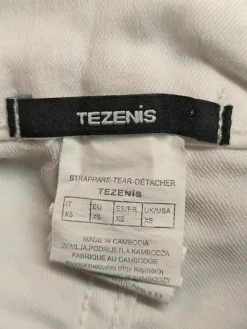 TEZENIS
STRAPPARE-TEAR-DÉTACHER
TEZENIS
IT EU ES/FR UK/USA
XS XS XS XS
MADE IN CAMBODIA
ZEMLJA PODRIJETLA KAMBODŽA
FABRIQUÉ AU CAMBODGE